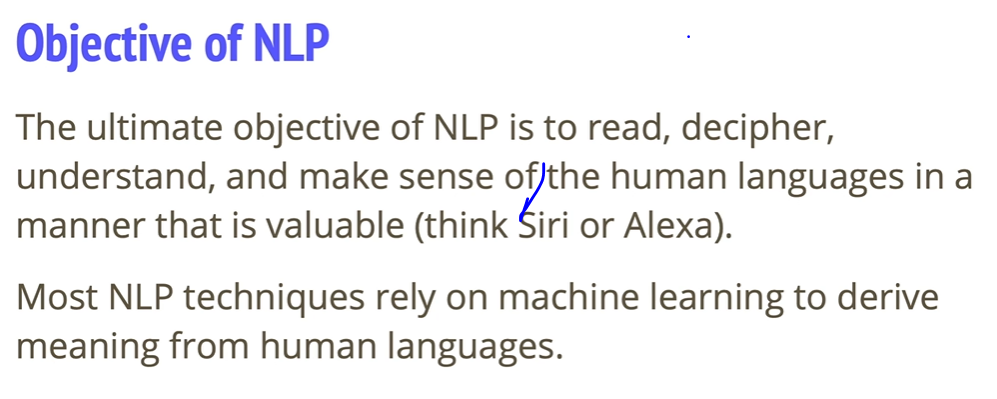 Objective of NLP
The ultimate objective of NLP is to read, decipher,
understand, and make sense of the human languages in a
manner that is valuable (think Siri or Alexa).
Most NLP techniques rely on machine learning to derive
meaning from human languages.